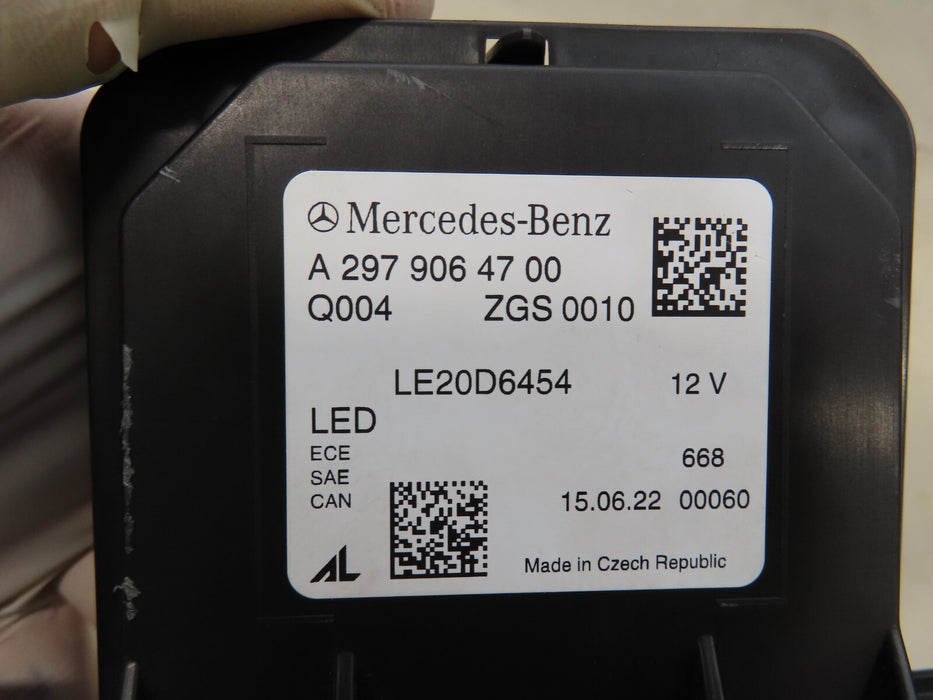 Mercedes-Benz
A 297 906 47 00
Q004 ZGS 0010
LE20D6454 12 V
LED
ECE 668
SAE
CAN 15.06.22 00060
AL Made in Czech Republic